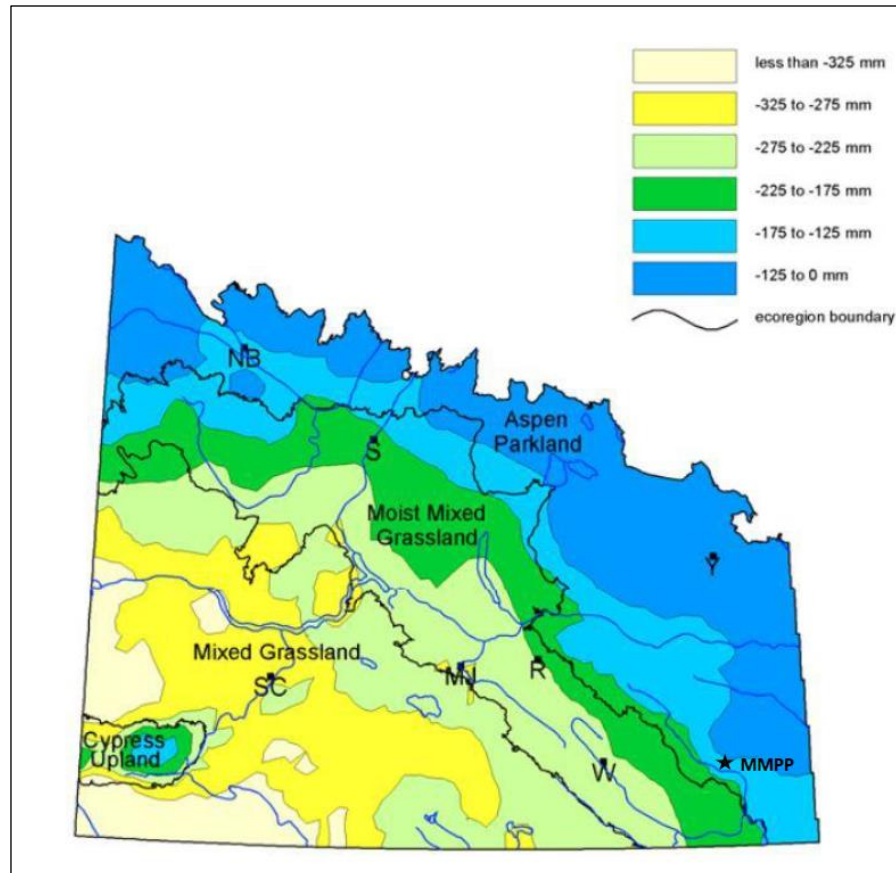 less than -325 mm
-325 to -275 mm
-275 to -225 mm
-225 to -175 mm
-175 to -125 mm
-125 to 0 mm
ecoregion boundary
NB
Aspen
Parkland
S
Moist Mixed
Grassland
Y
Mixed Grassland
SC
MJ
R
Cypress
Upland
W
MMPP